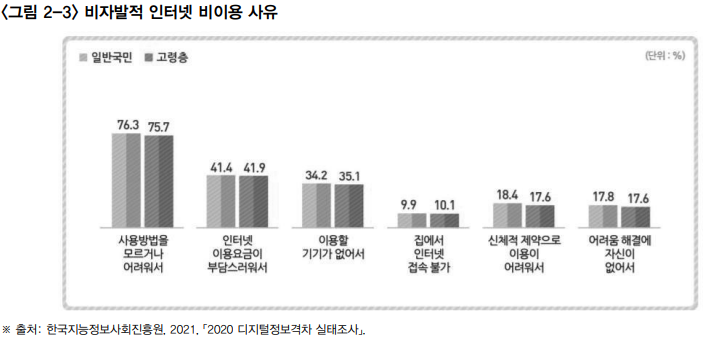 <그림 2-3> 비자발적 인터넷 비이용 사유
일반국민 고령층
(단위 : %)
76.3 75.7
41.4 41.9
34.2 35.1
9.9 10.1
18.4 17.6
17.8 17.6
사용방법을
모르거나
어려워서
인터넷
이용요금이
부담스러워서
이용할
기기가 없어서
집에서
인터넷
접속 불가
신체적 제약으로
이용이
어려워서
어려움 해결에
자신이
없어서
※ 출처: 한국지능정보사회진흥원, 2021, 「2020 디지털정보격차 실태조사」.